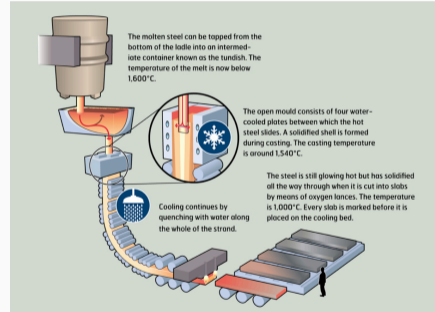 The molten steel can be tapped from the
bottom of the ladle into an intermed-
iate container known as the tundish. The
temperature of the melt is now below
1,600°C.
The open mould consists of four water-
cooled plates between which the hot
steel slides. A solidified shell is formed
during casting. The casting temperature
is around 1,540°C.
The steel is still glowing hot but has solidified
all the way through when it is cut into slabs
by means of oxygen lances. The temperature
is 1,000°C. Every slab is marked before it is
placed on the cooling bed.
Cooling continues by
quenching with water along
the whole of the strand.